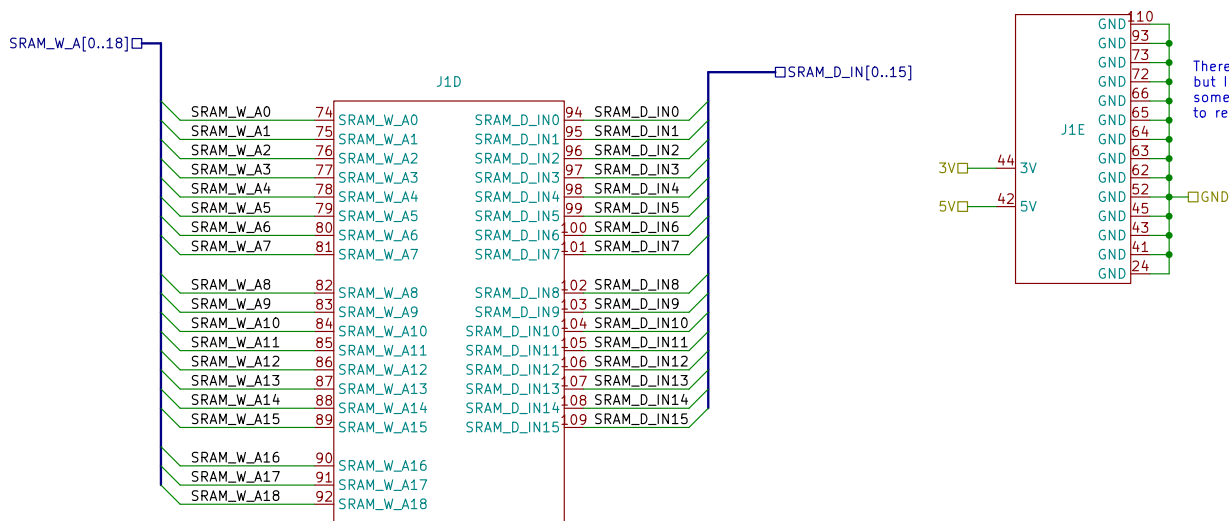 SRAM_W_A[0..18]
SRAM_D_IN[0..15]
J1D
SRAM_W_A0 74 SRAM_W_A0 SRAM_D_IN0 94 SRAM_D_IN0
SRAM_W_A1 75 SRAM_W_A1 SRAM_D_IN1 95 SRAM_D_IN1
SRAM_W_A2 76 SRAM_W_A2 SRAM_D_IN2 96 SRAM_D_IN2
SRAM_W_A3 77 SRAM_W_A3 SRAM_D_IN3 97 SRAM_D_IN3
SRAM_W_A4 78 SRAM_W_A4 SRAM_D_IN4 98 SRAM_D_IN4
SRAM_W_A5 79 SRAM_W_A5 SRAM_D_IN5 99 SRAM_D_IN5
SRAM_W_A6 80 SRAM_W_A6 SRAM_D_IN6 100 SRAM_D_IN6
SRAM_W_A7 81 SRAM_W_A7 SRAM_D_IN7 101 SRAM_D_IN7
SRAM_W_A8 82 SRAM_W_A8 SRAM_D_IN8 102 SRAM_D_IN8
SRAM_W_A9 83 SRAM_W_A9 SRAM_D_IN9 103 SRAM_D_IN9
SRAM_W_A10 84 SRAM_W_A10 SRAM_D_IN10 104 SRAM_D_IN10
SRAM_W_A11 85 SRAM_W_A11 SRAM_D_IN11 105 SRAM_D_IN11
SRAM_W_A12 86 SRAM_W_A12 SRAM_D_IN12 106 SRAM_D_IN12
SRAM_W_A13 87 SRAM_W_A13 SRAM_D_IN13 107 SRAM_D_IN13
SRAM_W_A14 88 SRAM_W_A14 SRAM_D_IN14 108 SRAM_D_IN14
SRAM_W_A15 89 SRAM_W_A15 SRAM_D_IN15 109 SRAM_D_IN15
SRAM_W_A16 90 SRAM_W_A16
SRAM_W_A17 91 SRAM_W_A17
SRAM_W_A18 92 SRAM_W_A18
J1E
3V 44 3V
5V 42 5V
GND 110
GND 93
GND 73
GND 72
GND 66
GND 65
GND 64
GND 63
GND 62
GND 52 GND
GND 45
GND 43
GND 41
GND 24
There
but I
some
to re